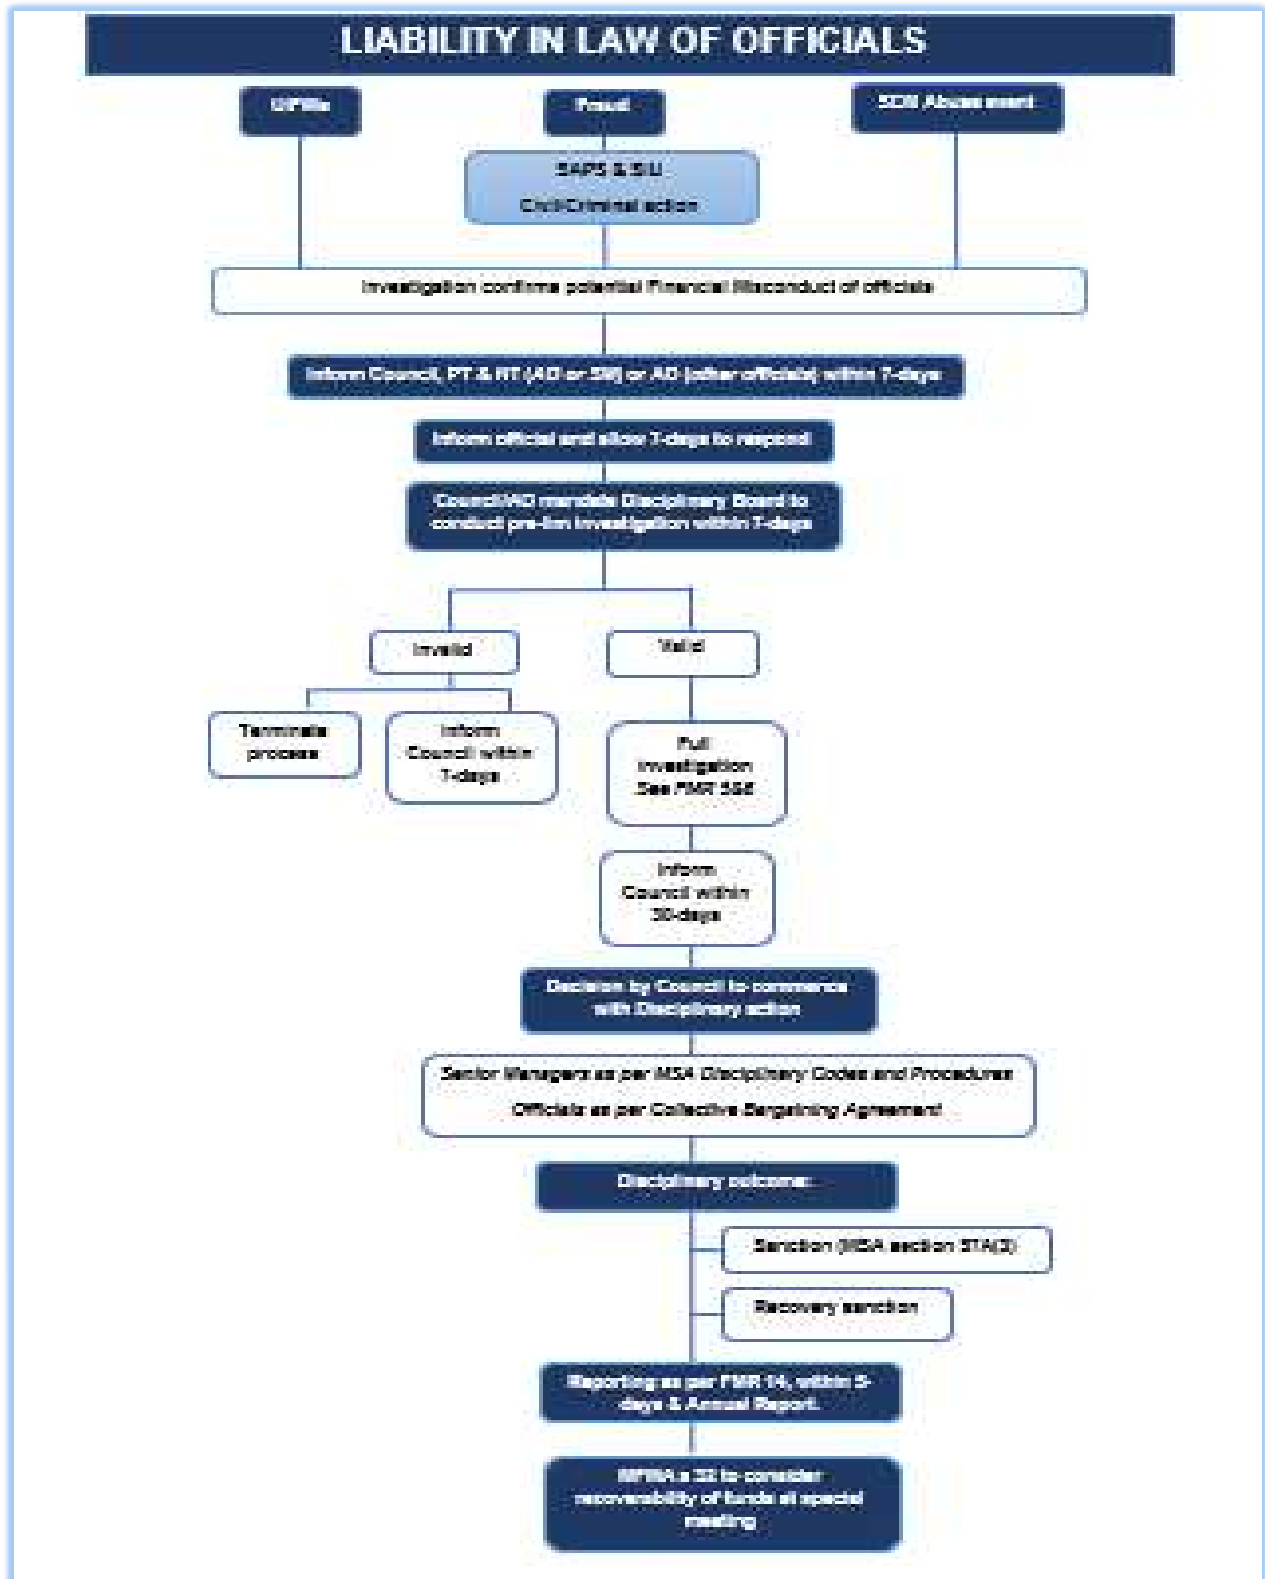 LIABILITY IN LAW OF OFFICIALS
Fraud
SAPS & SIU
Civil/Criminal action
Investigation confirms potential Financial Misconduct of officials
Inform Council, PT & NT (AO or SM) or AO (other officials) within 7-days
Inform official and allow 7-days to respond
Council/AO mandate Disciplinary Board to
conduct pre-lim investigation within 7-days
Invalid
Valid
Terminate
process
Inform
Council within
7-days
Full
investigation
See FMR 5&6
Inform
Council within
30-days
Decision by Council to commence
with Disciplinary action
Senior Managers as per MSA Disciplinary Codes and Procedures
Officials as per Collective Bargaining Agreement
Disciplinary outcome:
Sanction (MSA section 57A(3)
Recovery sanction
Reporting as per FMR 14, within 5-
days & Annual Report.
MFMA s 32 to consider
recoverability of funds at special
meeting